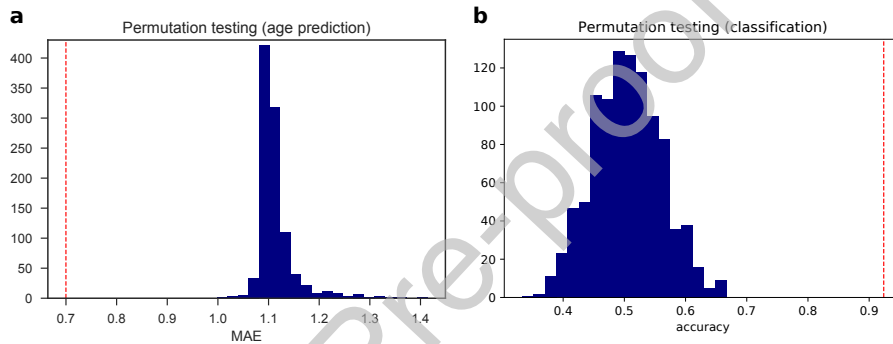 a
Permutation testing (age prediction)
400
350
300
250
200
150
100
50
0
0.7 0.8 0.9 1.0 1.1 1.2 1.3 1.4
MAE
b
Permutation testing (classification)
120
100
80
60
40
20
0
0.4 0.5 0.6 0.7 0.8 0.9
accuracy
Pre-proo